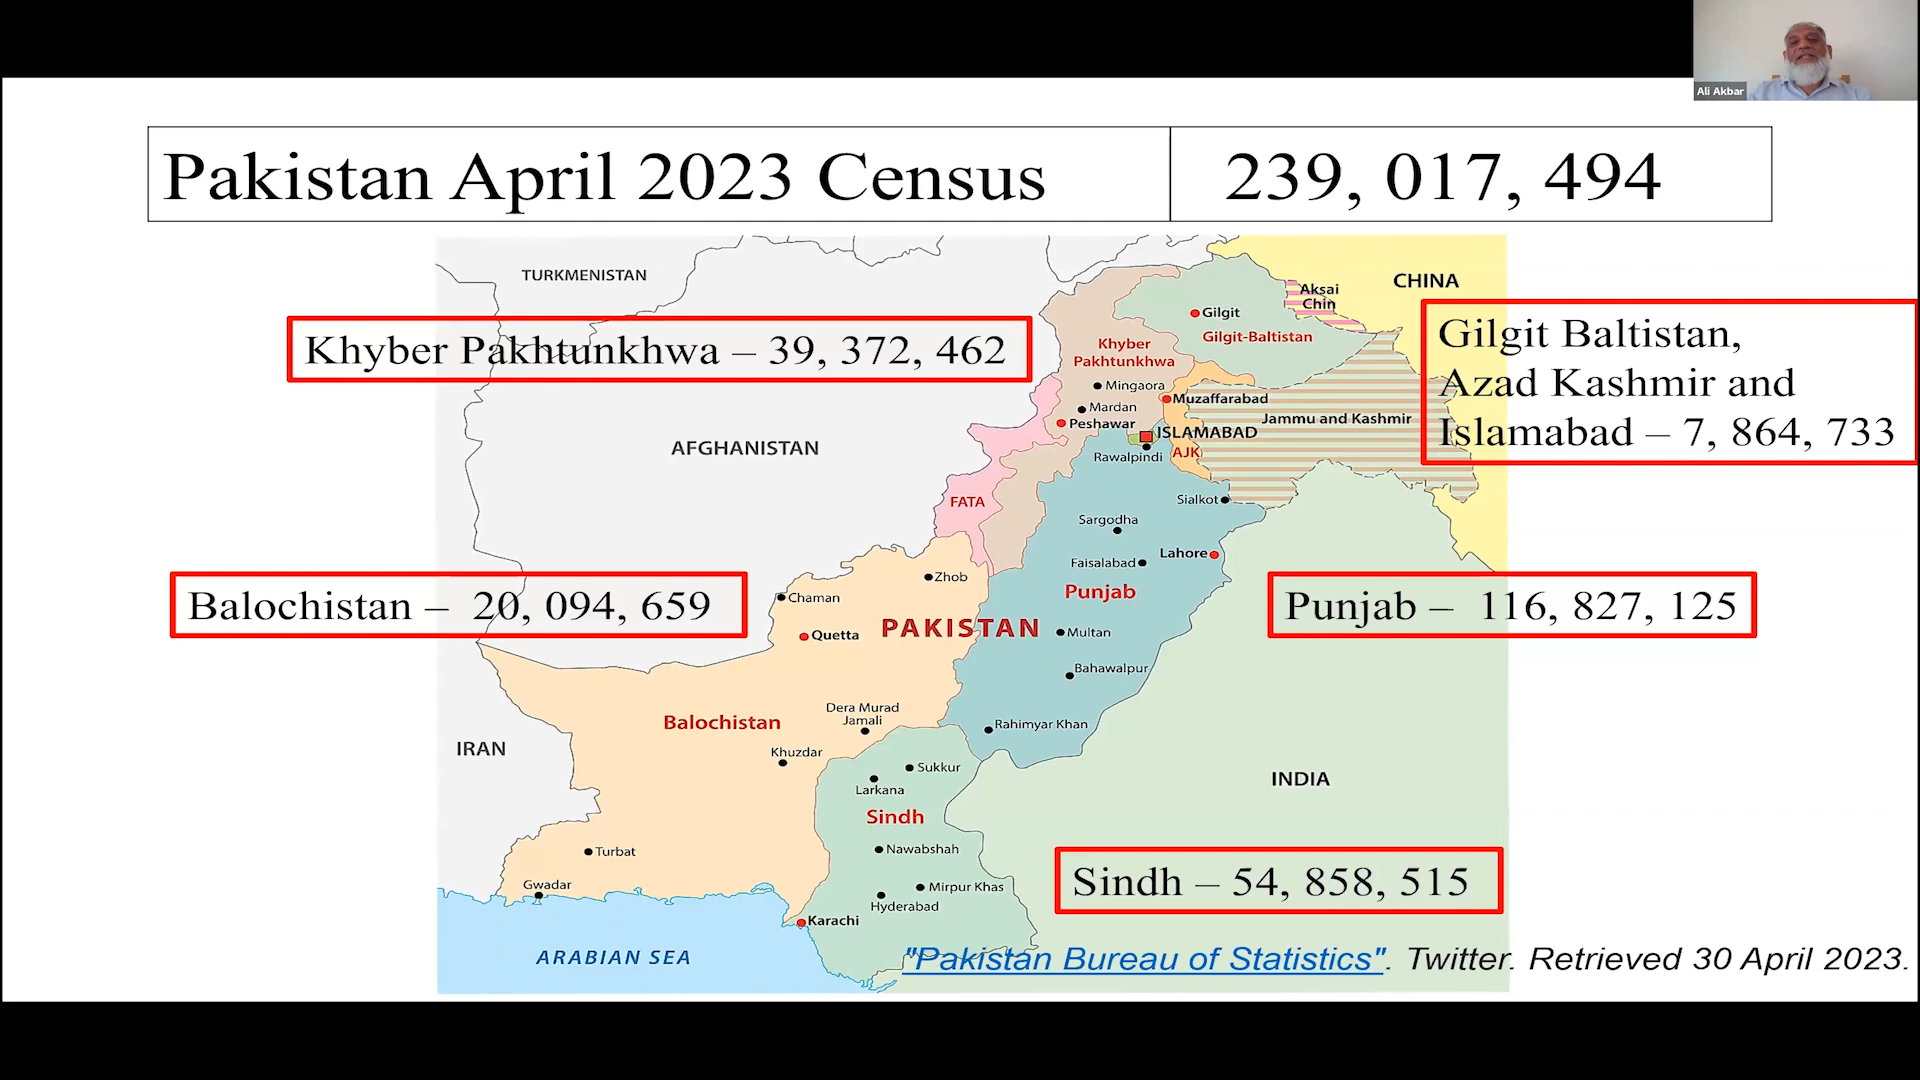 Ali Akbar
Pakistan April 2023 Census
239, 017, 494
TURKMENISTAN
CHINA
Aksai
Chin
Gilgit
Gilgit-Baltistan
Khyber Pakhtunkhwa – 39, 372, 462
Khyber
Pakhtunkhwa
Gilgit Baltistan,
Azad Kashmir and
Islamabad – 7, 864, 733
Mingaora
Mardan
Muzaffarabad
Peshawar
Jammu and Kashmir
ISLAMABAD
Rawalpindi
AJK
AFGHANISTAN
FATA
Sialkot
Sargodha
Lahore
Faisalabad
Zhob
Punjab
Chaman
Balochistan – 20, 094, 659
Punjab – 116, 827, 125
Quetta
PAKISTAN
Multan
Bahawalpur
Dera Murad
Jamali
Balochistan
Rahimyar Khan
IRAN
Khuzdar
Sukkur
Larkana
INDIA
Sindh
Turbat
Nawabshah
Gwadar
Mirpur Khas
Hyderabad
Sindh – 54, 858, 515
Karachi
ARABIAN SEA
"Pakistan Bureau of Statistics". Twitter. Retrieved 30 April 2023.